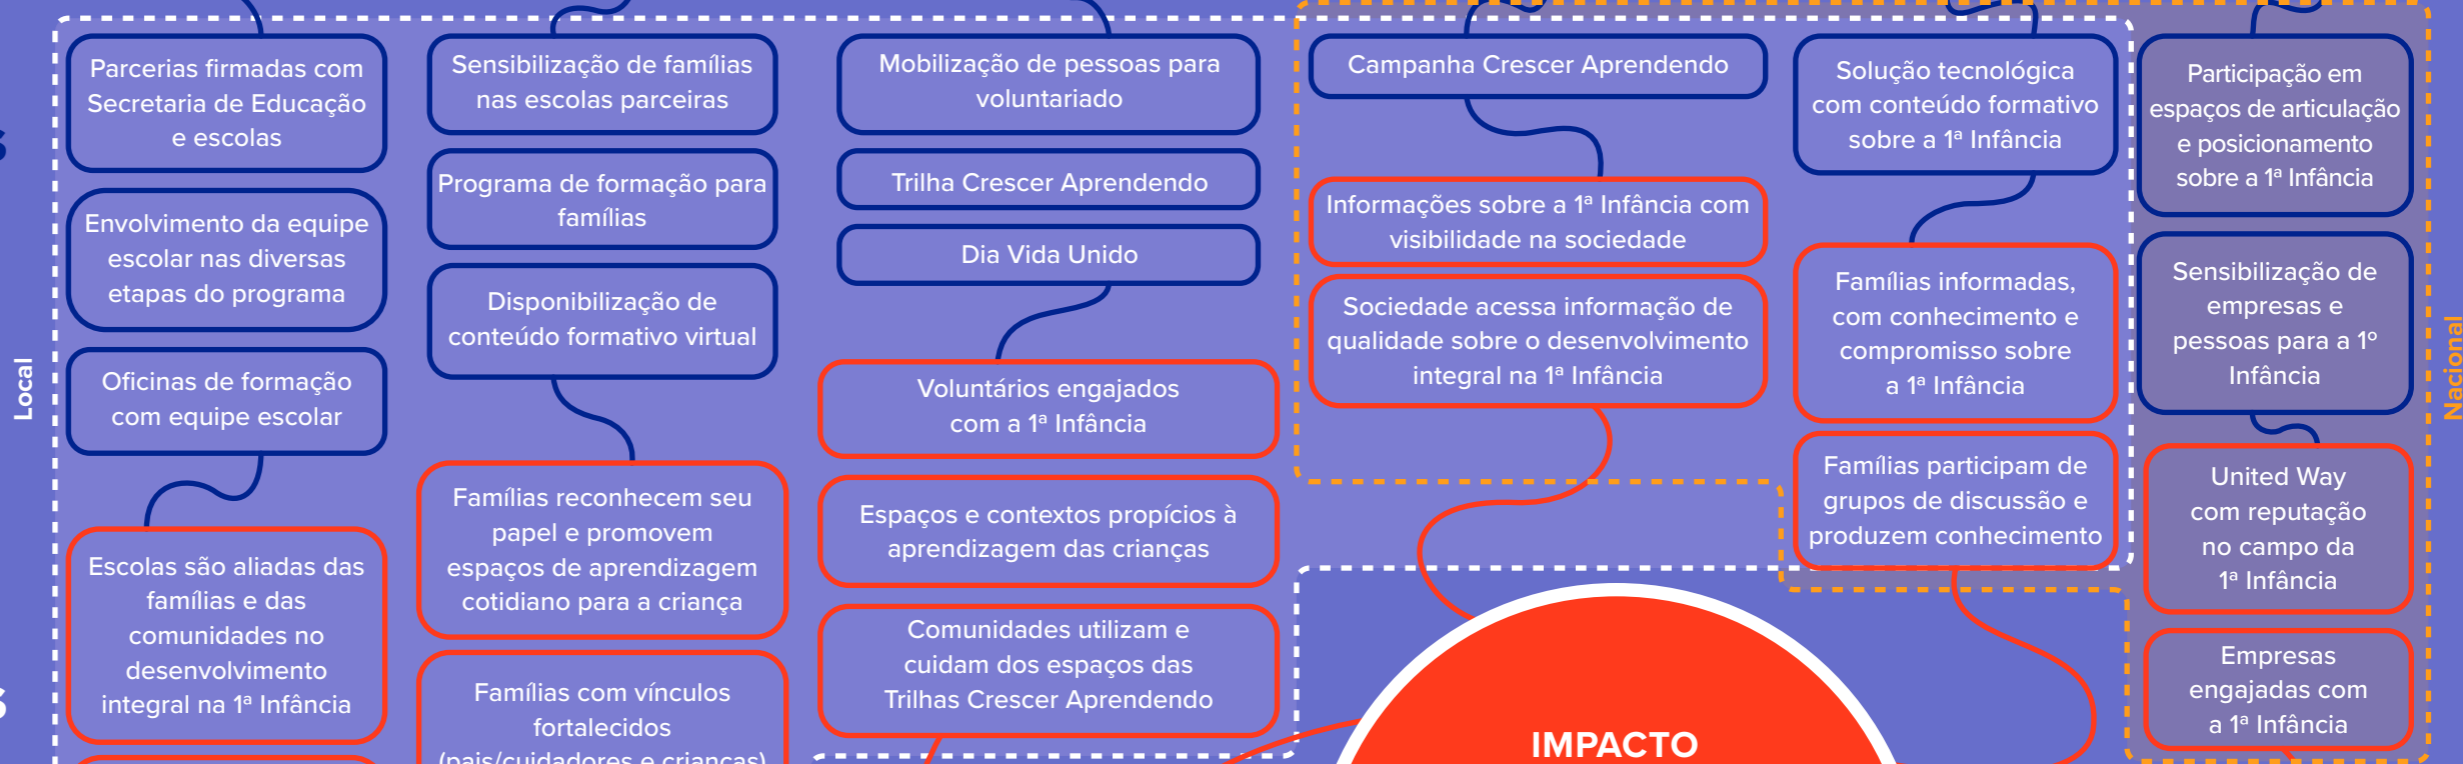 Parcerias firmadas com
Secretaria de Educação
e escolas
Envolvimento da equipe
escolar nas diversas
etapas do programa
Oficinas de formação
com equipe escolar
Escolas são aliadas das
famílias e das
comunidades no
desenvolvimento
integral na 1ª Infância
Sensibilização de famílias
nas escolas parceiras
Programa de formação para
famílias
Disponibilização de
conteúdo formativo virtual
Famílias reconhecem seu
papel e promovem
espaços de aprendizagem
cotidiano para a criança
Famílias com vínculos
fortalecidos
(pais/cuidadores e crianças)
Mobilização de pessoas para
voluntariado
Trilha Crescer Aprendendo
Dia Vida Unido
Voluntários engajados
com a 1ª Infância
Espaços e contextos propícios à
aprendizagem das crianças
Comunidades utilizam e
cuidam dos espaços das
Trilhas Crescer Aprendendo
Campanha Crescer Aprendendo
Informações sobre a 1ª Infância com
visibilidade na sociedade
Sociedade acessa informação de
qualidade sobre o desenvolvimento
integral na 1ª Infância
Solução tecnológica
com conteúdo formativo
sobre a 1ª Infância
Famílias informadas,
com conhecimento e
compromisso sobre
a 1ª Infância
Famílias participam de
grupos de discussão e
produzem conhecimento
Participação em
espaços de articulação
e posicionamento
sobre a 1ª Infância
Sensibilização de
empresas e
pessoas para a 1º
Infância
United Way
com reputação
no campo da
1ª Infância
Empresas
engajadas com
a 1ª Infância
IMPACTO
Local
Nacional